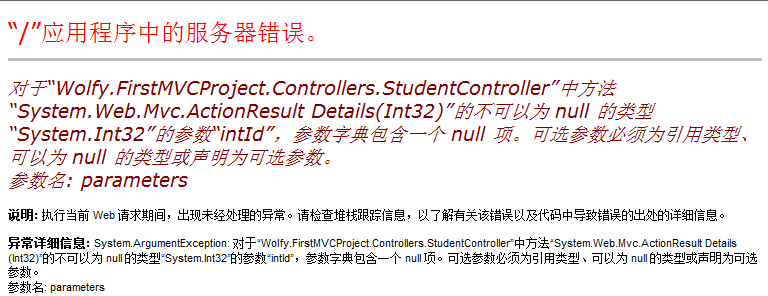 “/”应用程序中的服务器错误。
对于“Wolfy.FirstMVCProject.Controllers.StudentController”中方法
“System.Web.Mvc.ActionResult Details(Int32)”的不可以为 null 的类型
“System.Int32”的参数“intId”，参数字典包含一个 null 项。可选参数必须为引用类型、
可以为 null 的类型或声明为可选参数。
参数名: parameters
说明: 执行当前 Web 请求期间，出现未经处理的异常。请检查堆栈跟踪信息，以了解有关该错误以及代码中导致错误的出处的详细信息。
异常详细信息: System.ArgumentException: 对于“Wolfy.FirstMVCProject.Controllers.StudentController”中方法“System.Web.Mvc.ActionResult Details
(Int32)”的不可以为 null 的类型“System.Int32”的参数“intId”，参数字典包含一个 null 项。可选参数必须为引用类型、可以为 null 的类型或声明为可选
参数。
参数名: parameters